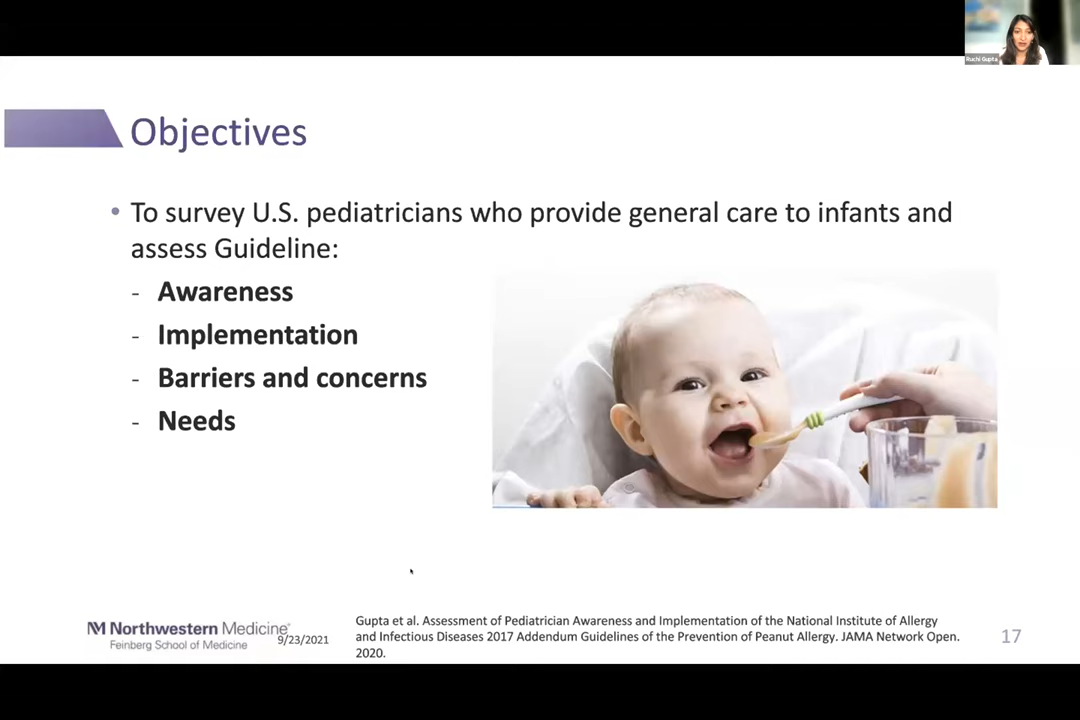 Ruchi Gupta
Objectives
• To survey U.S. pediatricians who provide general care to infants and
assess Guideline:
- Awareness
- Implementation
- Barriers and concerns
- Needs
Northwestern Medicine®
Feinberg School of Medicine
9/23/2021
Gupta et al. Assessment of Pediatrician Awareness and Implementation of the National Institute of Allergy
and Infectious Diseases 2017 Addendum Guidelines of the Prevention of Peanut Allergy. JAMA Network Open.
2020.
17